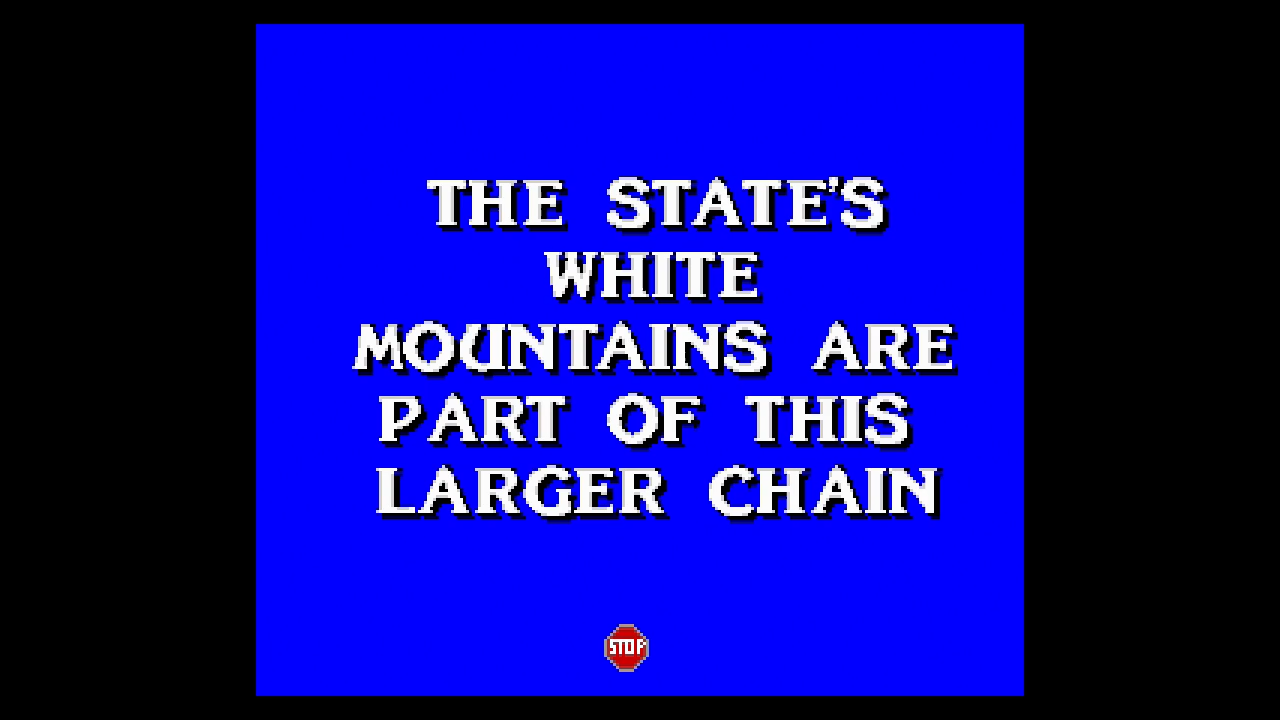 THE STATE'S
WHITE
MOUNTAINS ARE
PART OF THIS
LARGER CHAIN
STOP